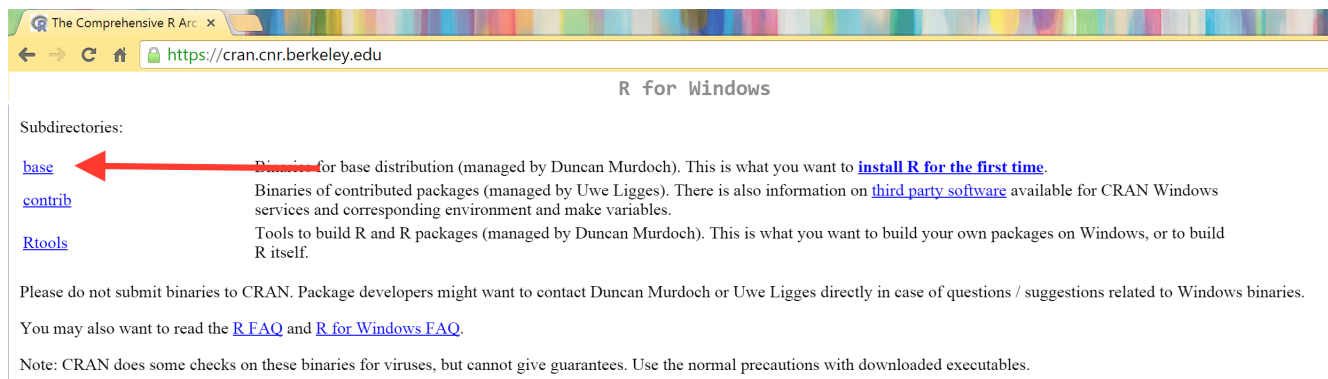 The Comprehensive R Arc
https://cran.cnr.berkeley.edu
R for Windows
Subdirectories:
base Binaries for base distribution (managed by Duncan Murdoch). This is what you want to install R for the first time.
contrib Binaries of contributed packages (managed by Uwe Ligges). There is also information on third party software available for CRAN Windows
services and corresponding environment and make variables.
Rtools Tools to build R and R packages (managed by Duncan Murdoch). This is what you want to build your own packages on Windows, or to build
R itself.
Please do not submit binaries to CRAN. Package developers might want to contact Duncan Murdoch or Uwe Ligges directly in case of questions / suggestions related to Windows binaries.
You may also want to read the R FAQ and R for Windows FAQ.
Note: CRAN does some checks on these binaries for viruses, but cannot give guarantees. Use the normal precautions with downloaded executables.